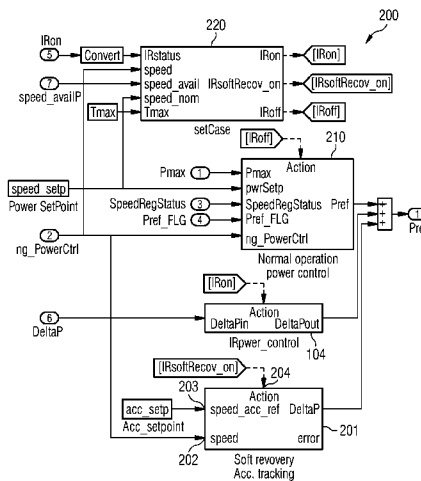 200
220
IRon
5
Convert
IRstatus
IRon
[IRon]
speed
7
speed_avail
IRsoftRecov_on
[IRsoftRecov_on]
speed_availP
speed_nom
Tmax
Tmax
IRoff
[IRoff]
setCase
[IRoff]
210
Action
Pmax
1
Pmax
speed_setp
pwrSetp
Power SetPoint
SpeedRegStatus
3
SpeedRegStatus
Pref
Pref_FLG
4
Pref_FLG
2
ng_PowerCtrl
ng_PowerCtrl
+
+
+
1
Pre
Normal operation
power control
[IRon]
Action
6
DeltaPin
DeltaPout
DeltaP
IRpwr_control
104
[IRsoftRecov_on]
204
203
Action
acc_setp
speed_acc_ref
DeltaP
Acc_setpoint
speed
error
201
202
Soft revovery
Acc. tracking